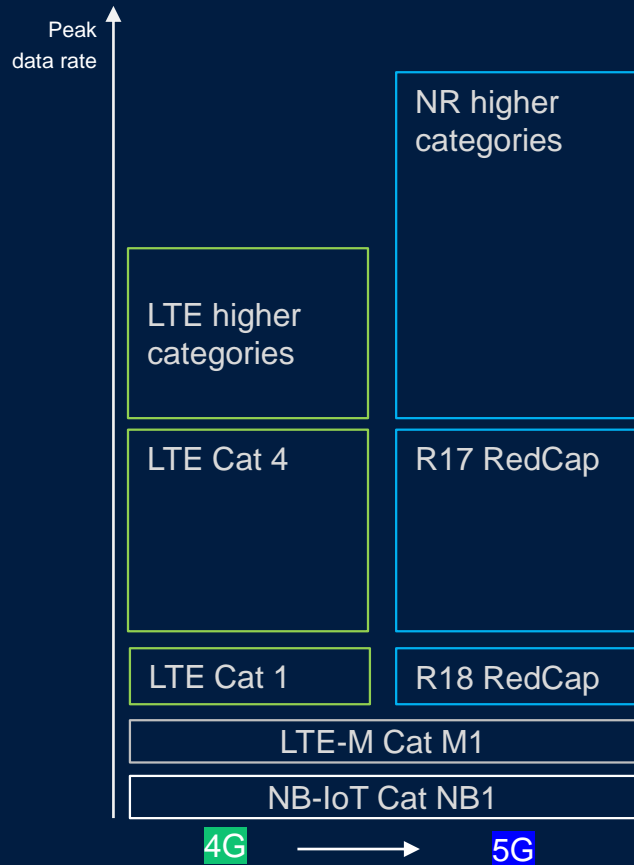 Peak
data rate
NR higher
categories
LTE higher
categories
LTE Cat 4
R17 RedCap
LTE Cat 1
R18 RedCap
LTE-M Cat M1
NB-IoT Cat NB1
4G
5G